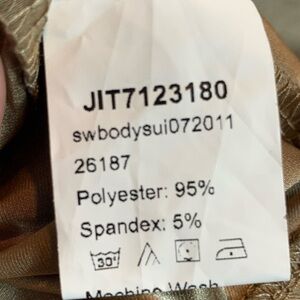 JIT7123180
swbodysui072011
26187
Polyester: 95%
Spandex: 5%
30°
Machine Wash